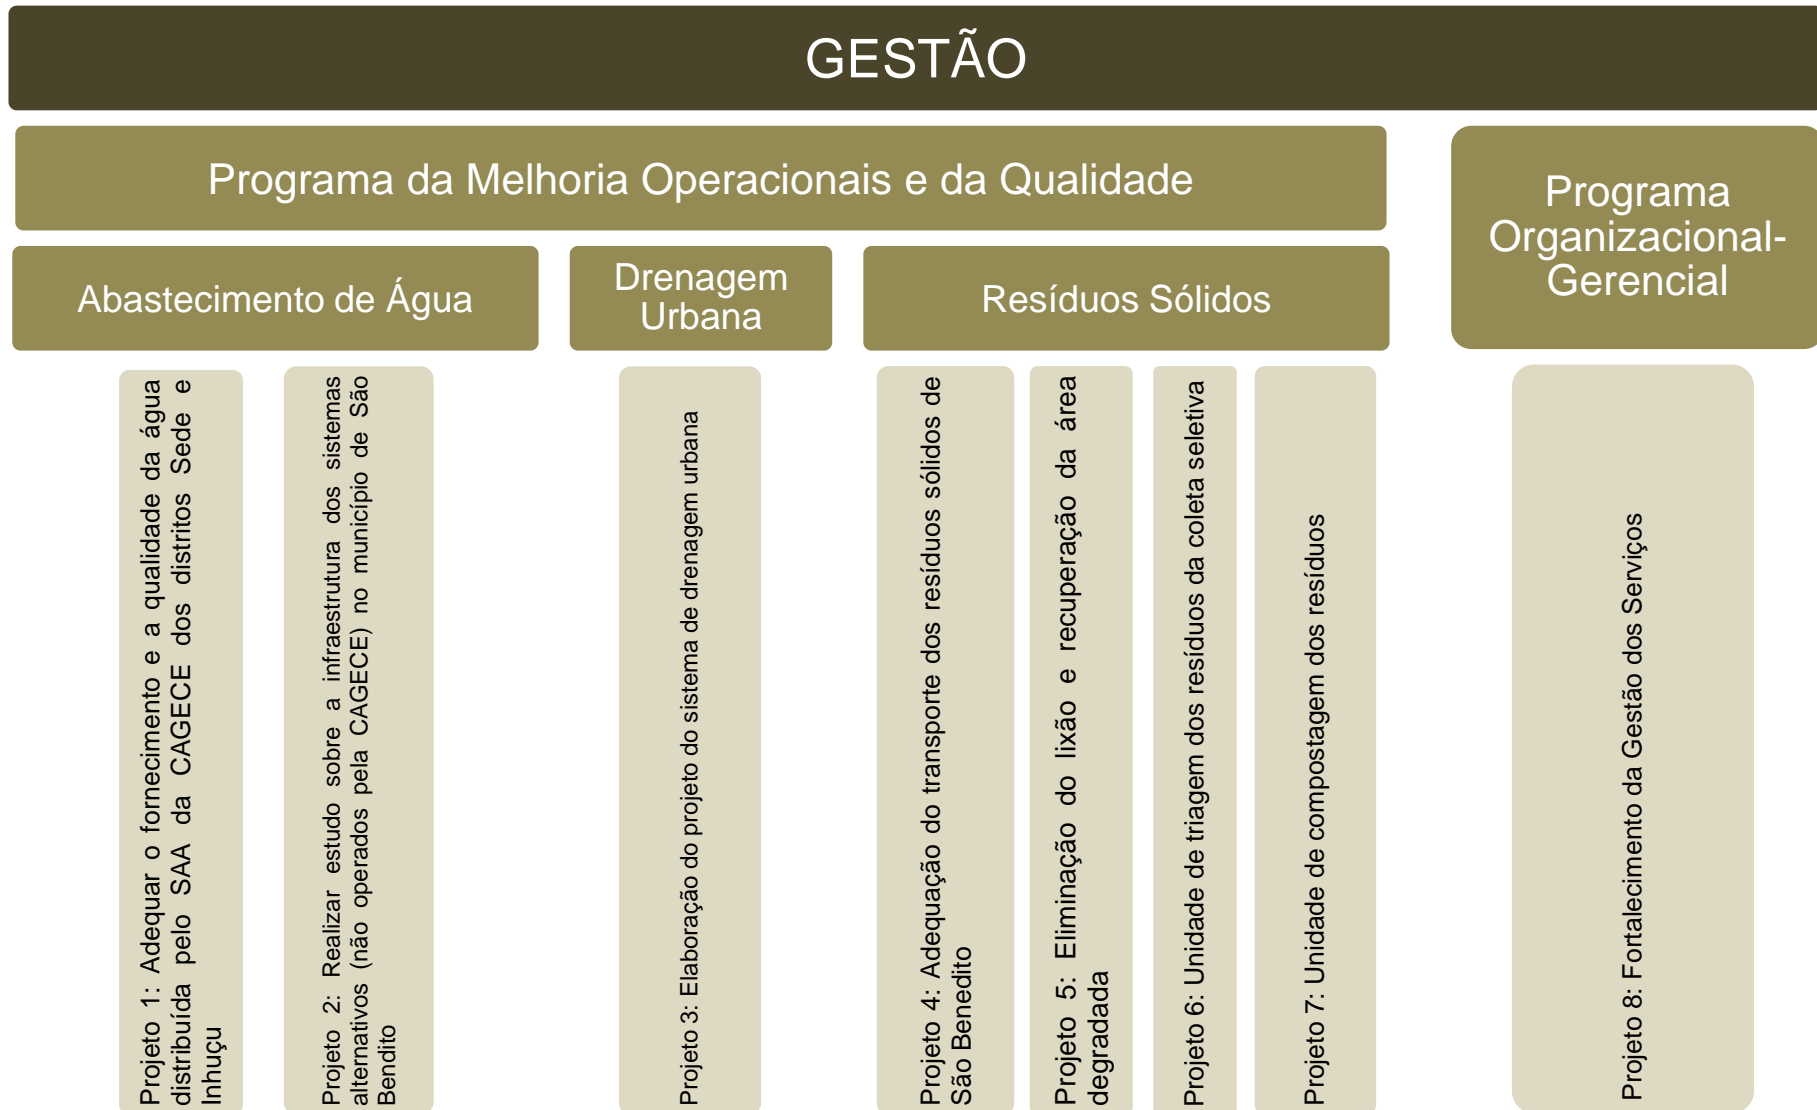 GESTÃO
Programa da Melhoria Operacionais e da Qualidade
Programa
Organizacional-
Gerencial
Abastecimento de Água
Drenagem
Urbana
Resíduos Sólidos
Projeto 1: Adequar o fornecimento e a qualidade da água
distribuída pelo SAA da CAGECE dos distritos Sede e
Inhuçu
Projeto 2: Realizar estudo sobre a infraestrutura dos sistemas
alternativos (não operados pela CAGECE) no município de São
Bendito
Projeto 3: Elaboração do projeto do sistema de drenagem urbana
Projeto 4: Adequação do transporte dos resíduos sólidos de
São Benedito
Projeto 5: Eliminação do lixão e recuperação da área
degradada
Projeto 6: Unidade de triagem dos resíduos da coleta seletiva
Projeto 7: Unidade de compostagem dos resíduos
Projeto 8: Fortalecimento da Gestão dos Serviços